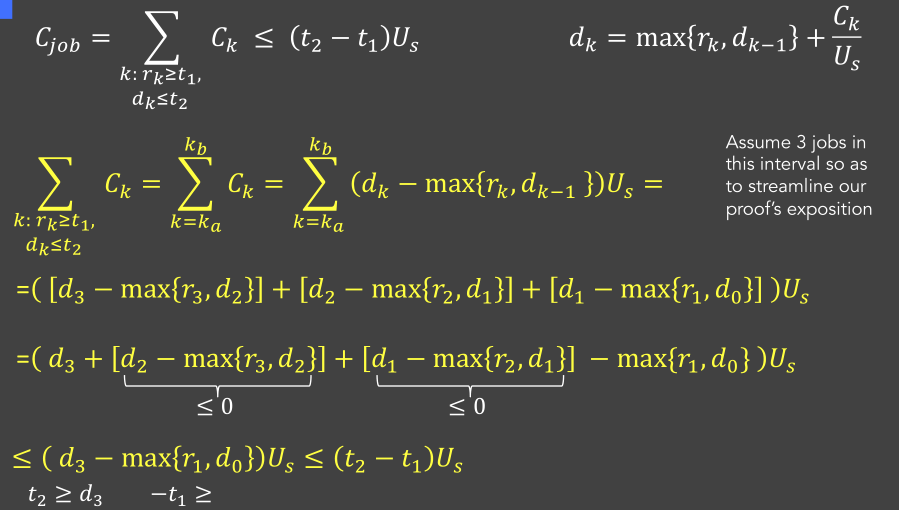 C_job = ∑ C_k ≤ (t_2 − t_1)U_s
k: r_k≥t_1,
d_k≤t_2
d_k = max{r_k, d_{k−1}} + C_k/U_s
∑ C_k = ∑ C_k = ∑ (d_k − max{r_k, d_{k−1} })U_s =
k_b k_b
k: r_k≥t_1, k=k_a k=k_a
d_k≤t_2
Assume 3 jobs in
this interval so as
to streamline our
proof’s exposition
=( [d_3 − max{r_3, d_2}] + [d_2 − max{r_2, d_1}] + [d_1 − max{r_1, d_0}] )U_s
=( d_3 + [d_2 − max{r_3, d_2}] + [d_1 − max{r_2, d_1}] − max{r_1, d_0} )U_s
≤ 0 ≤ 0
≤ ( d_3 − max{r_1, d_0})U_s ≤ (t_2 − t_1)U_s
t_2 ≥ d_3 −t_1 ≥